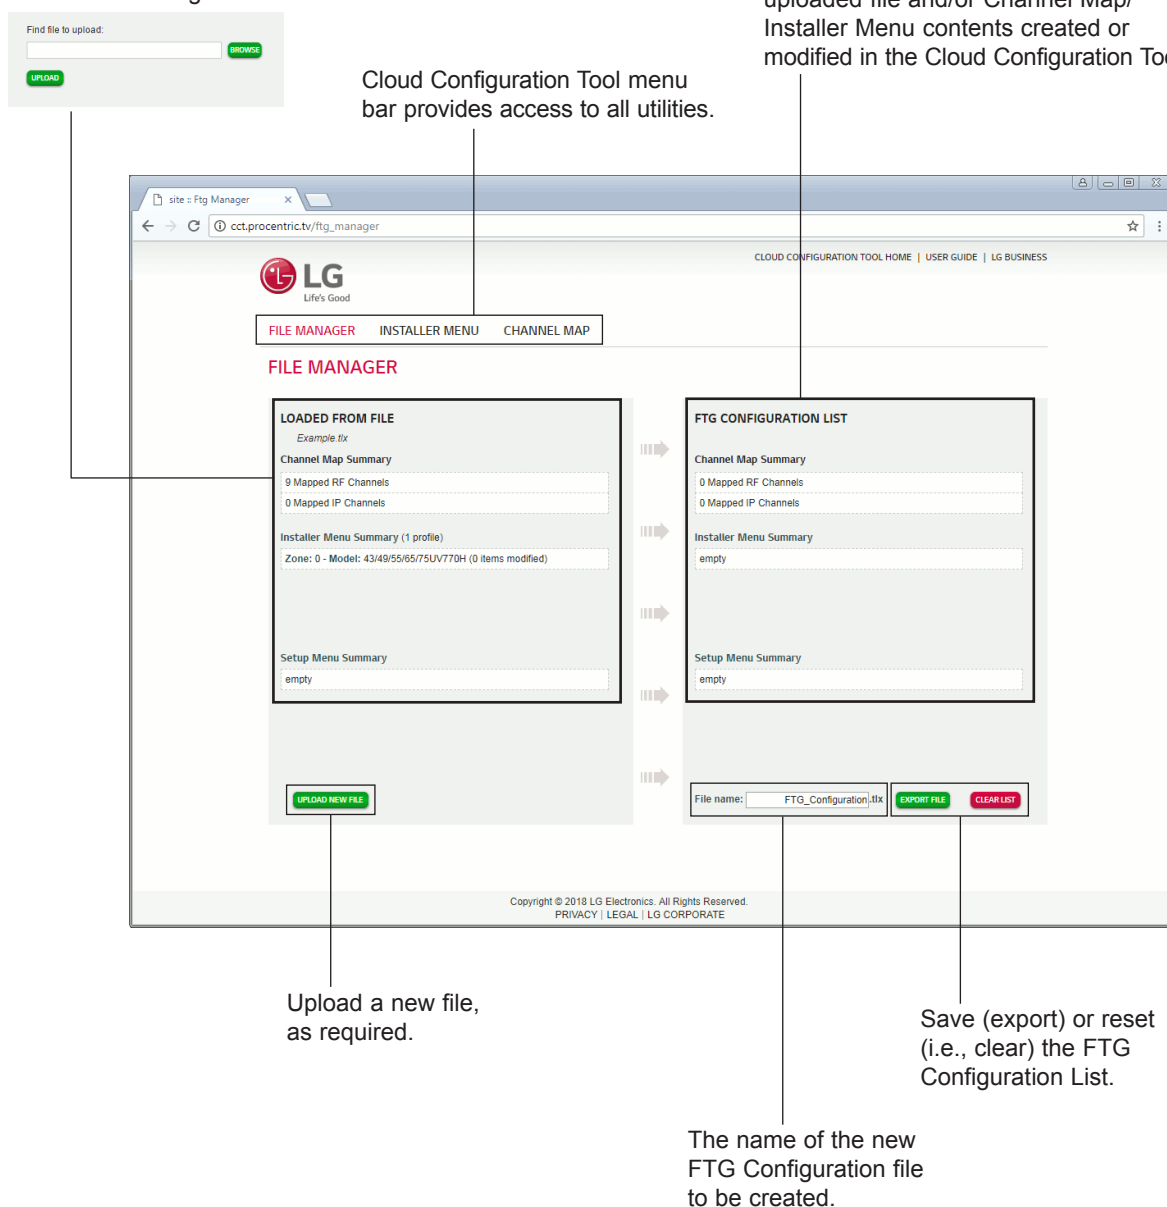 Find file to upload:
BROWSE
UPLOAD
uploaded file and/or Channel Map/
Installer Menu contents created or
modified in the Cloud Configuration
Cloud Configuration Tool menu
bar provides access to all utilities.
site :: Ftg Manager
cct.procentric.tv/ftg_manager
CLOUD CONFIGURATION TOOL HOME | USER GUIDE | LG BUSINESS
LG
Life's Good
FILE MANAGER INSTALLER MENU CHANNEL MAP
FILE MANAGER
LOADED FROM FILE
Example.tlx
Channel Map Summary
9 Mapped RF Channels
0 Mapped IP Channels
Installer Menu Summary (1 profile)
Zone: 0 - Model: 43/49/55/65/75UV770H (0 items modified)
Setup Menu Summary
empty
UPLOAD NEW FILE
FTG CONFIGURATION LIST
Channel Map Summary
0 Mapped RF Channels
0 Mapped IP Channels
Installer Menu Summary
empty
Setup Menu Summary
empty
File name: FTG_Configuration .tlx EXPORT FILE CLEAR LIST
Copyright © 2018 LG Electronics. All Rights Reserved.
PRIVACY | LEGAL | LG CORPORATE
Upload a new file,
as required.
Save (export) or reset
(i.e., clear) the FTG
Configuration List.
The name of the new
FTG Configuration file
to be created.